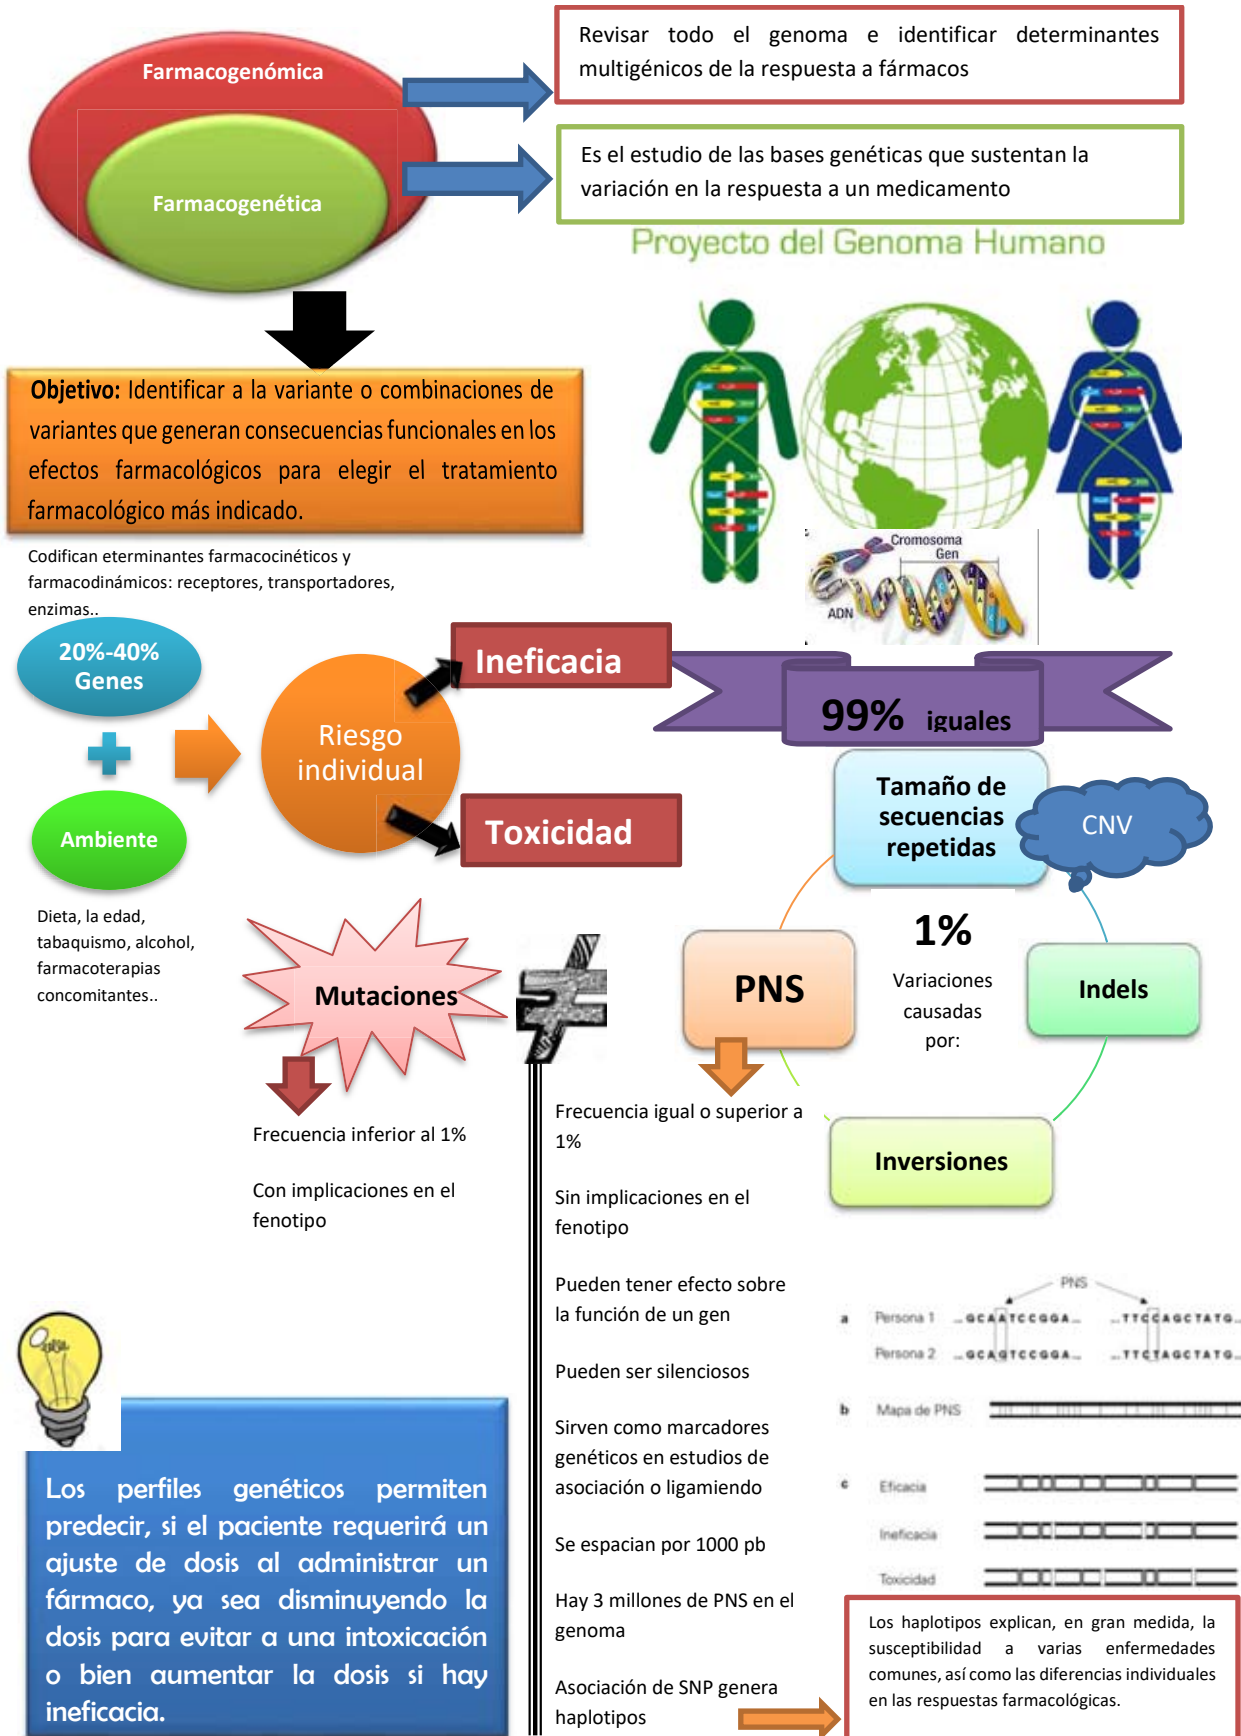 Farmacogenómica
Revisar todo el genoma e identificar determinantes
multigénicos de la respuesta a fármacos
Farmacogenética
Es el estudio de las bases genéticas que sustentan la
variación en la respuesta a un medicamento
Proyecto del Genoma Humano
Objetivo: Identificar a la variante o combinaciones de
variantes que generan consecuencias funcionales en los
efectos farmacológicos para elegir el tratamiento
farmacológico más indicado.
Codifican eterminantes farmacocinéticos y
farmacodinámicos: receptores, transportadores,
enzimas..
Cromosoma
Gen
ADN
20%-40%
Genes
Ambiente
Dieta, la edad,
tabaquismo, alcohol,
farmacoterapias
concomitantes..
Riesgo
individual
Ineficacia
Toxicidad
99% iguales
Tamaño de
secuencias
repetidas
CNV
1%
Variaciones
causadas
por:
PNS
Indels
Inversiones
Mutaciones
Frecuencia inferior al 1%
Con implicaciones en el
fenotipo
Frecuencia igual o superior a
1%
Sin implicaciones en el
fenotipo
Pueden tener efecto sobre
la función de un gen
Pueden ser silenciosos
Sirven como marcadores
genéticos en estudios de
asociación o ligamiendo
Se espacian por 1000 pb
Hay 3 millones de PNS en el
genoma
Asociación de SNP genera
haplotipos
PNS
a Persona 1 ...GCAATCCGGA... ...TTCCAGCTATG...
Persona 2 ...GCAGTCCGGA... ...TTCTAGCTATG...
b Mapa de PNS
c Eficacia
Ineficacia
Toxicidad
Los haplotipos explican, en gran medida, la
susceptibilidad a varias enfermedades
comunes, así como las diferencias individuales
en las respuestas farmacológicas.
Los perfiles genéticos permiten
predecir, si el paciente requerirá un
ajuste de dosis al administrar un
fármaco, ya sea disminuyendo la
dosis para evitar a una intoxicación
o bien aumentar la dosis si hay
ineficacia.